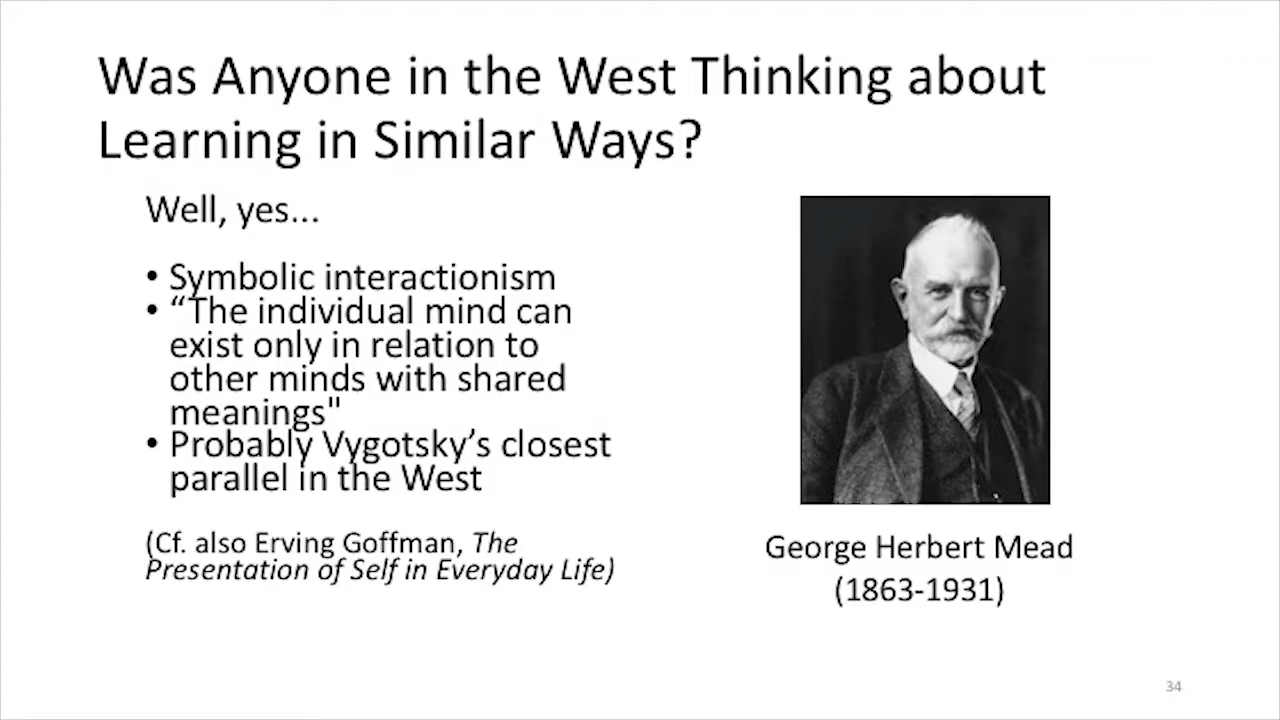 Was Anyone in the West Thinking about
Learning in Similar Ways?
Well, yes...
• Symbolic interactionism
• “The individual mind can
exist only in relation to
other minds with shared
meanings"
• Probably Vygotsky’s closest
parallel in the West
(Cf. also Erving Goffman, The
Presentation of Self in Everyday Life)
George Herbert Mead
(1863-1931)
34